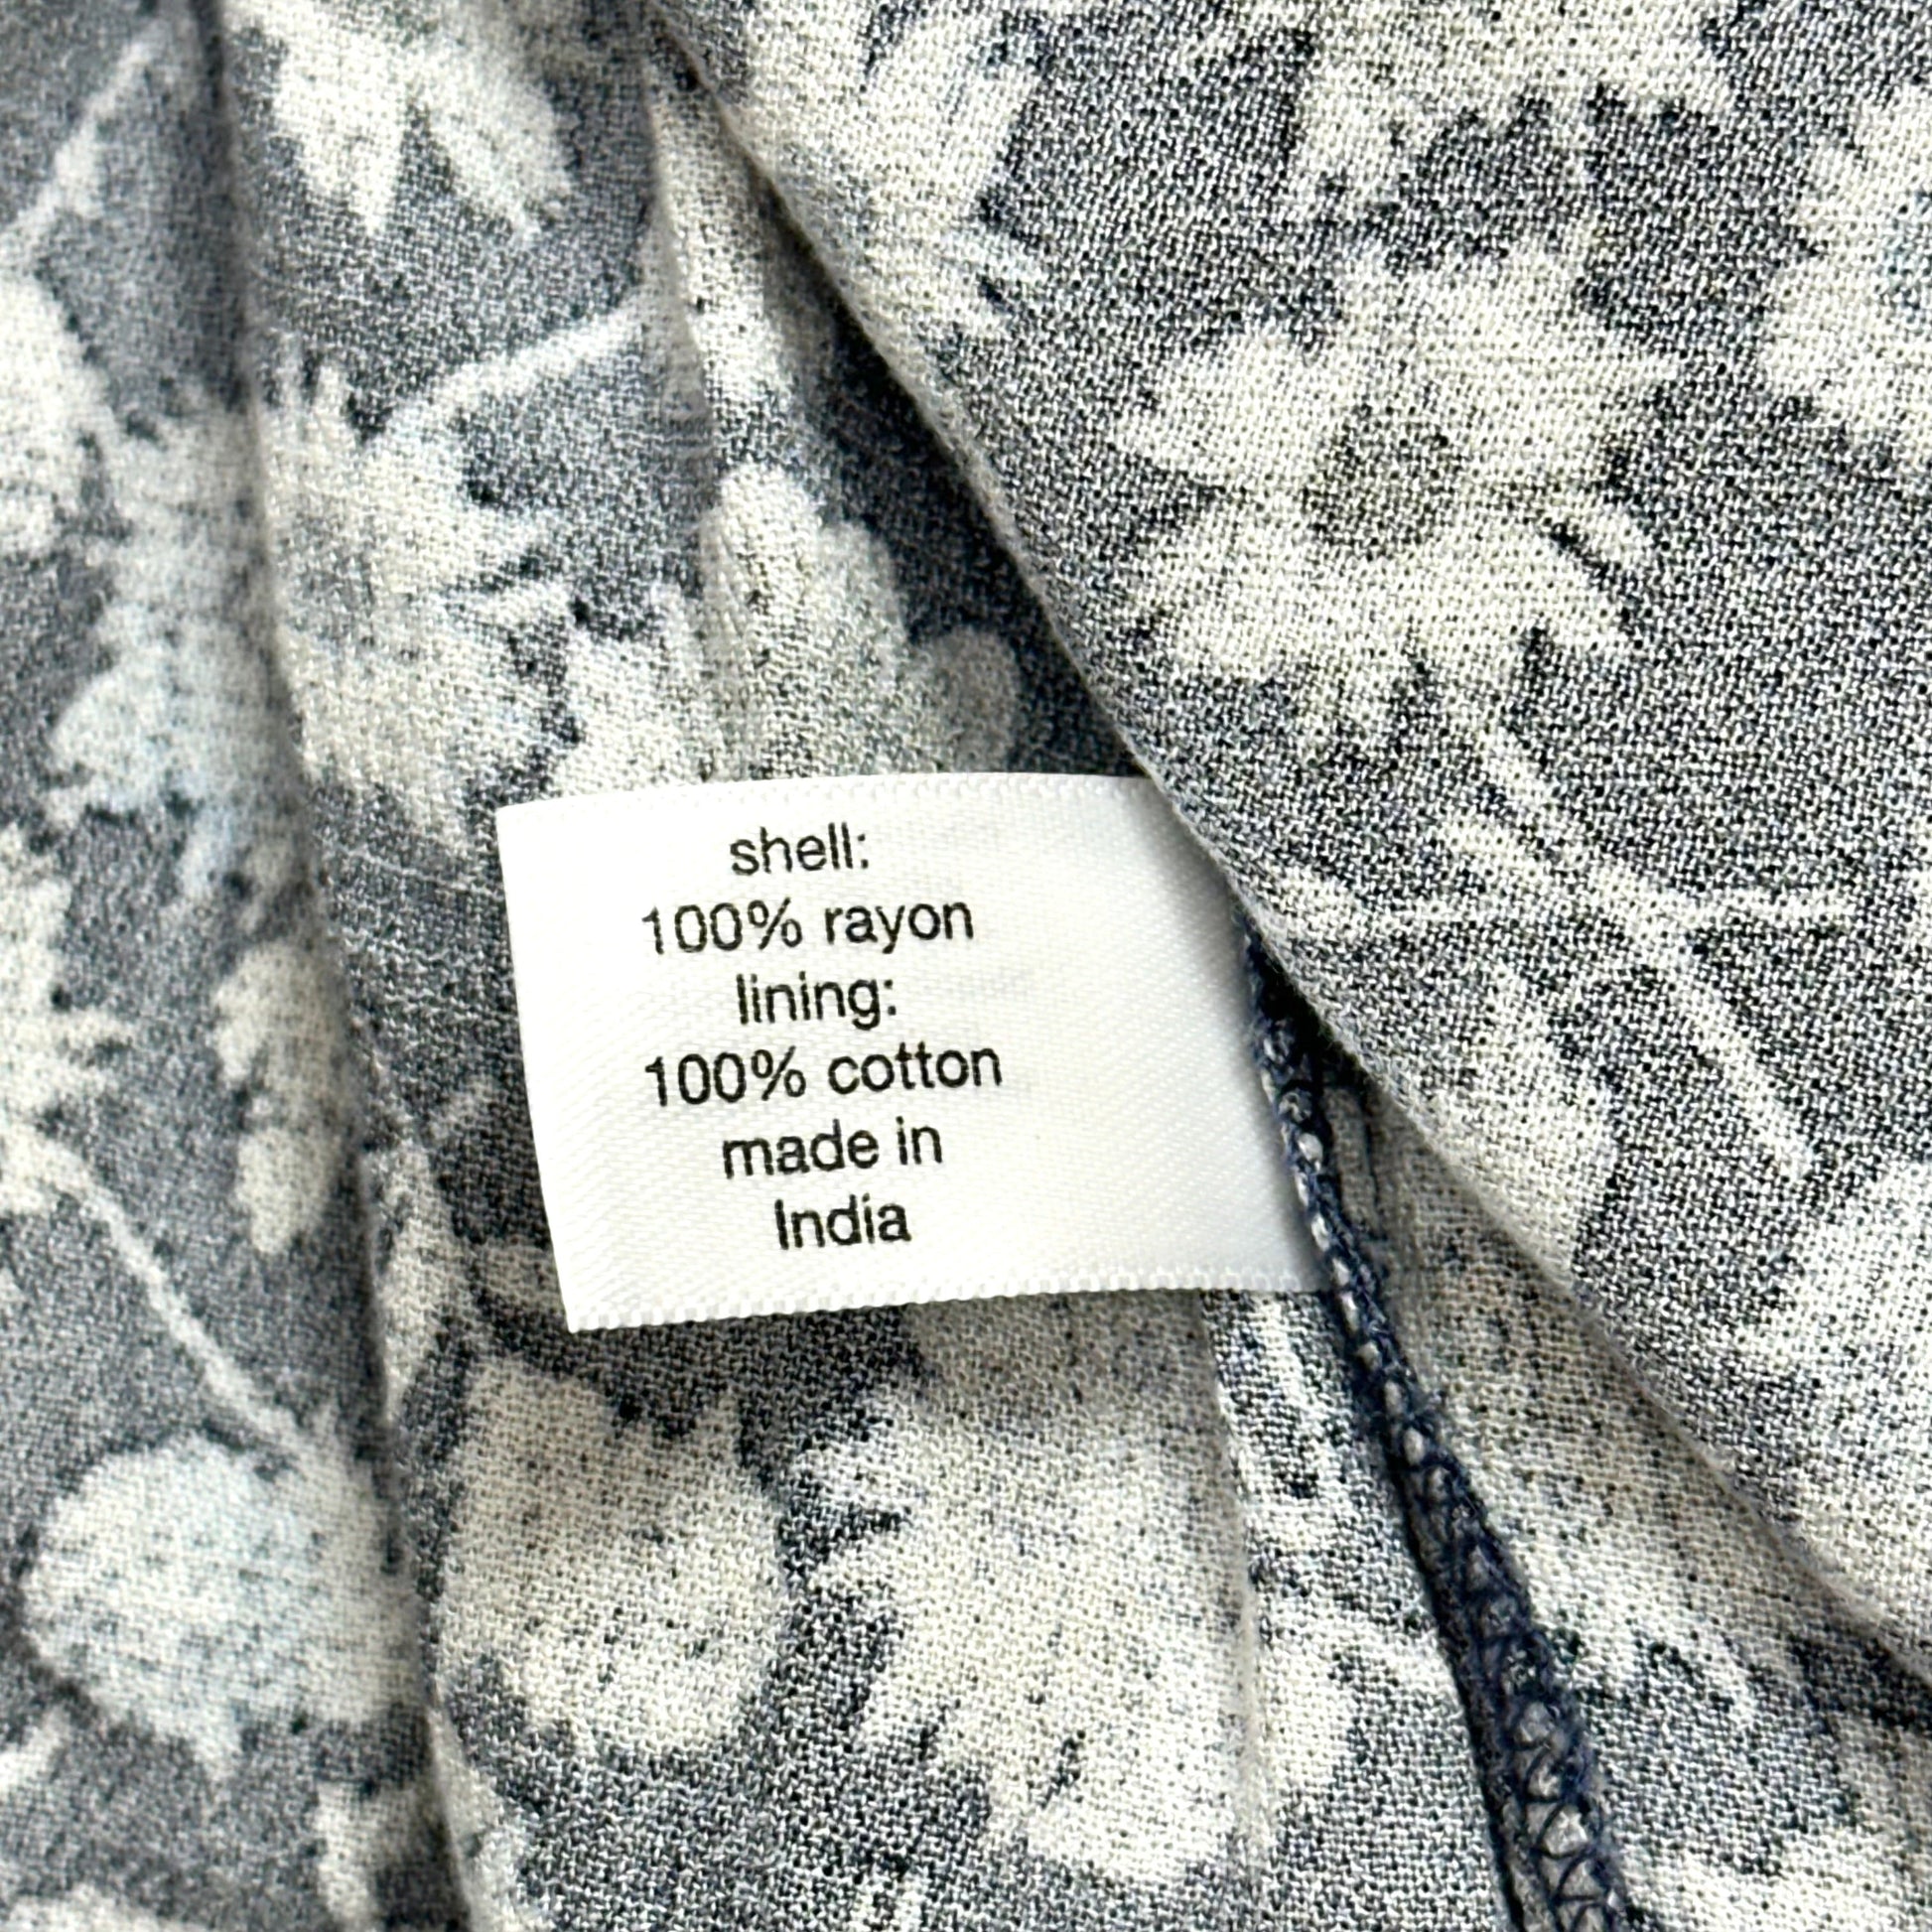 shell:
100% rayon
lining:
100% cotton
made in
India